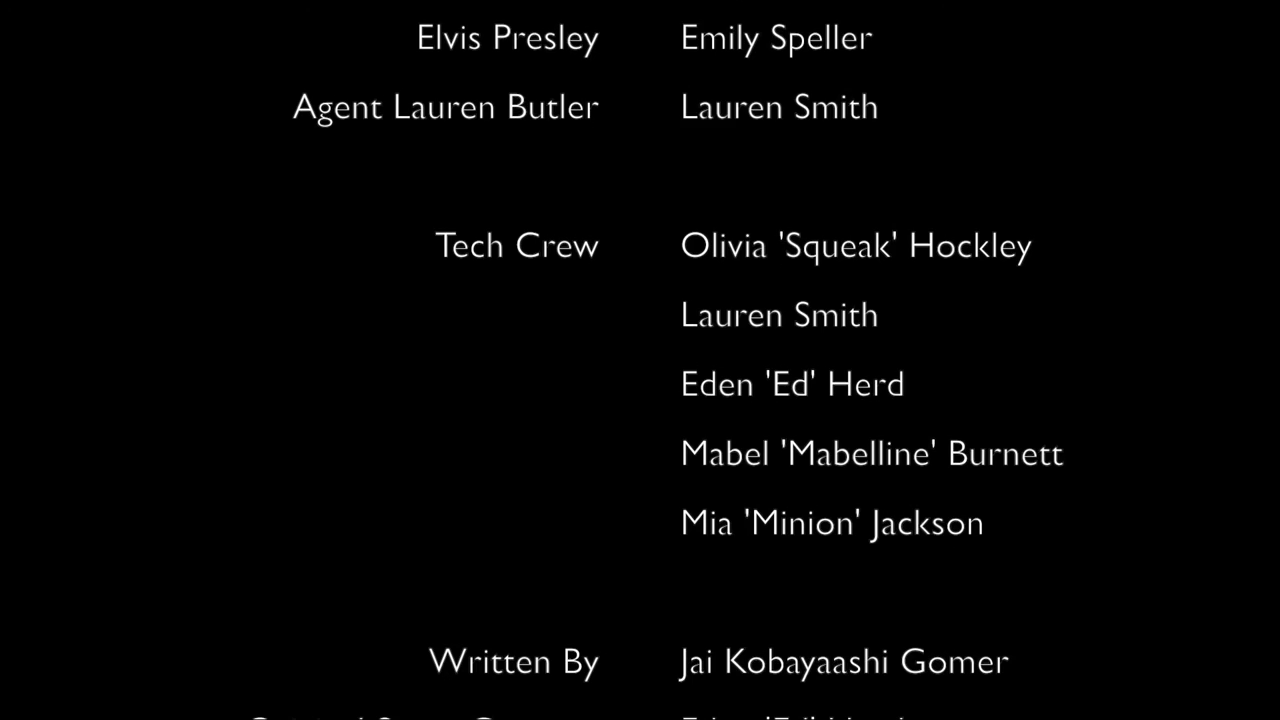 Elvis Presley Emily Speller
Agent Lauren Butler Lauren Smith
Tech Crew Olivia 'Squeak' Hockley
Lauren Smith
Eden 'Ed' Herd
Mabel 'Mabelline' Burnett
Mia 'Minion' Jackson
Written By Jai Kobayaashi Gomer